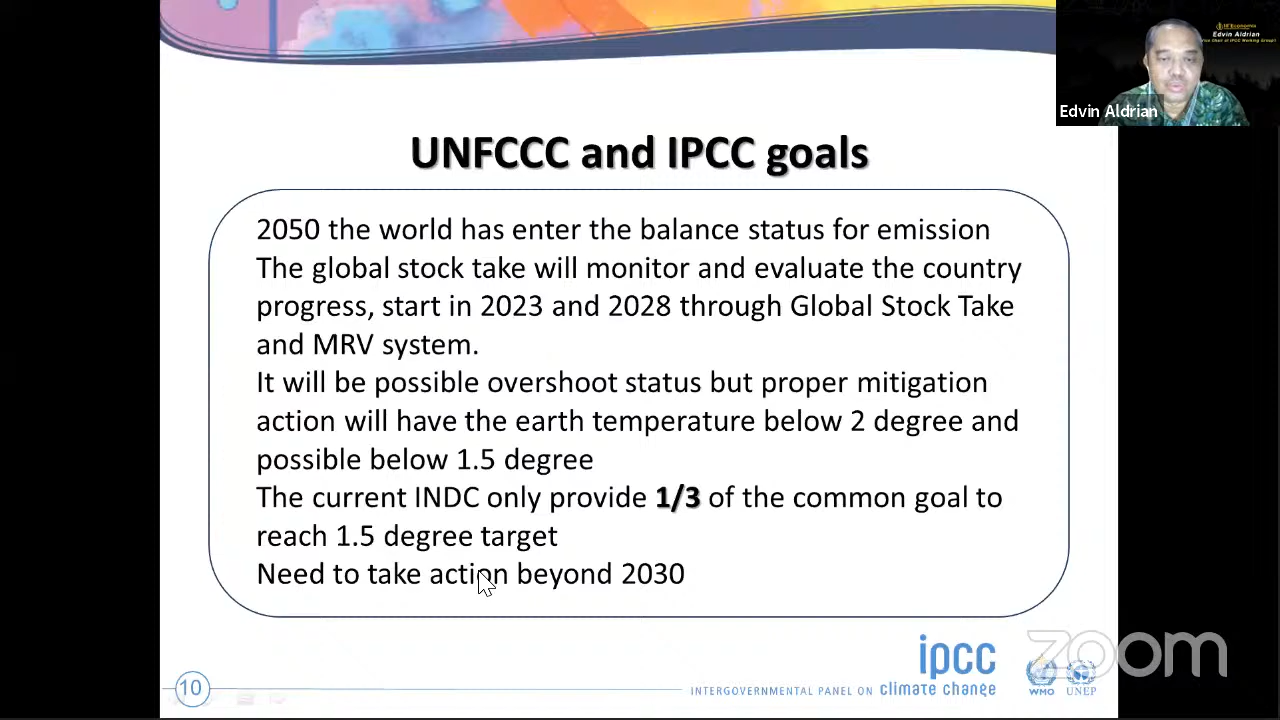 UNFCCC and IPCC goals
2050 the world has enter the balance status for emission
The global stock take will monitor and evaluate the country
progress, start in 2023 and 2028 through Global Stock Take
and MRV system.
It will be possible overshoot status but proper mitigation
action will have the earth temperature below 2 degree and
possible below 1.5 degree
The current INDC only provide 1/3 of the common goal to
reach 1.5 degree target
Need to take action beyond 2030
10
INTERGOVERNMENTAL PANEL ON climate change
ipcc
WMO
UNEP
zoom
Edvin Aldrian
Edvin Aldrian